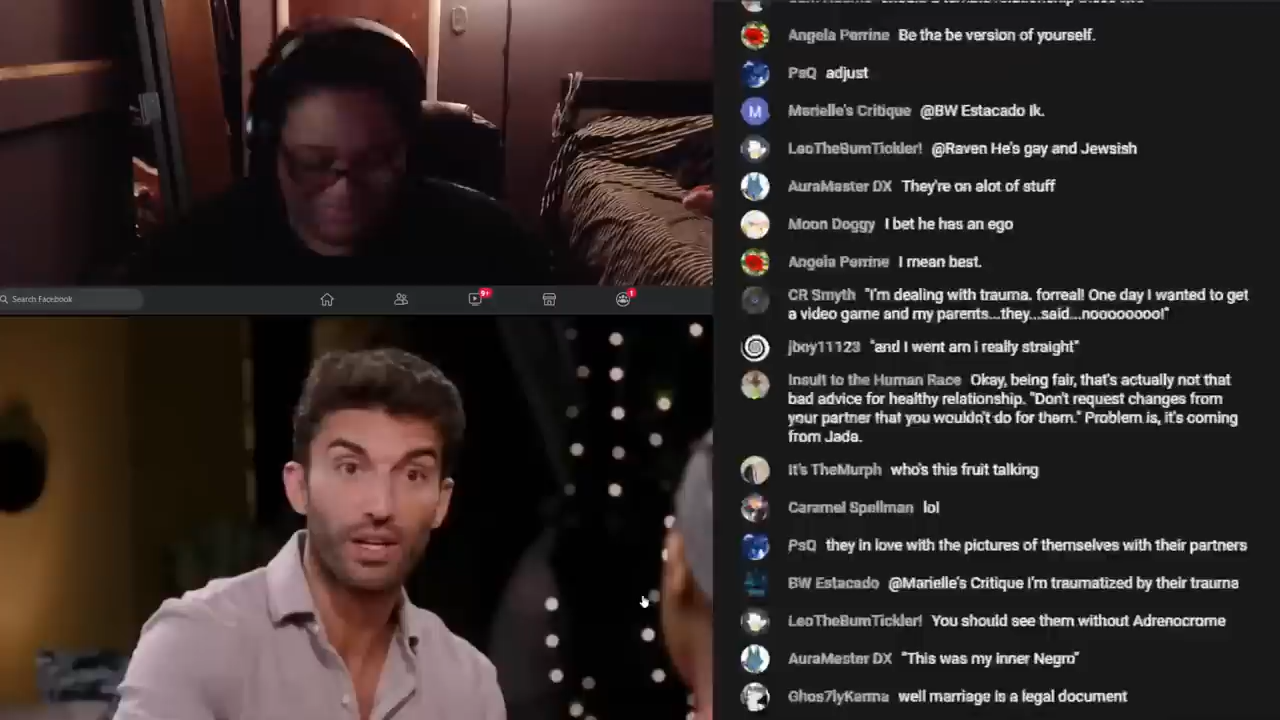 Angela Perrine Be the be version of yourself.
PsQ adjust
M Marielle's Critique @BW Estacado Ik.
LeoTheBumTickler! @Raven He's gay and Jewsish
AuraMaster DX They're on alot of stuff
Moon Doggy I bet he has an ego
Angela Perrine I mean best.
Search Facebook
9+
1
CR Smyth "I'm dealing with trauma. forreal! One day I wanted to get
a video game and my parents...they...said...noooooooo!"
jboy11123 "and I went am i really straight"
Insult to the Human Race Okay, being fair, that's actually not that
bad advice for healthy relationship. "Don't request changes from
your partner that you wouldn't do for them." Problem is, it's coming
from Jada.
It's TheMurph who's this fruit talking
Caramel Spellman lol
PsQ they in love with the pictures of themselves with their partners
BW Estacado @Marielle's Critique I'm traumatized by their trauma
LeoTheBumTickler! You should see them without Adrenocrome
AuraMaster DX "This was my inner Negro"
Ghos7lyKarma well marriage is a legal document